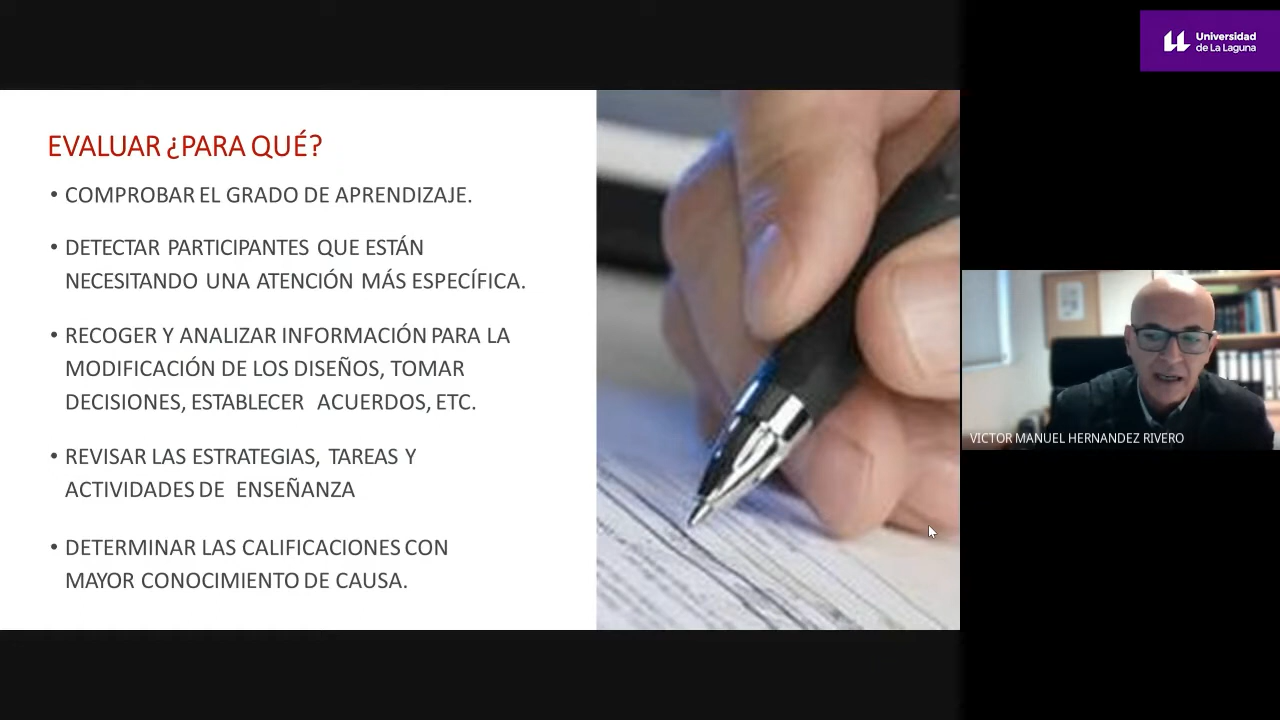 Universidad
de La Laguna
EVALUAR ¿PARA QUÉ?
• COMPROBAR EL GRADO DE APRENDIZAJE.
• DETECTAR PARTICIPANTES QUE ESTÁN
NECESITANDO UNA ATENCIÓN MÁS ESPECÍFICA.
• RECOGER Y ANALIZAR INFORMACIÓN PARA LA
MODIFICACIÓN DE LOS DISEÑOS, TOMAR
DECISIONES, ESTABLECER ACUERDOS, ETC.
• REVISAR LAS ESTRATEGIAS, TAREAS Y
ACTIVIDADES DE ENSEÑANZA
• DETERMINAR LAS CALIFICACIONES CON
MAYOR CONOCIMIENTO DE CAUSA.
VICTOR MANUEL HERNANDEZ RIVERO